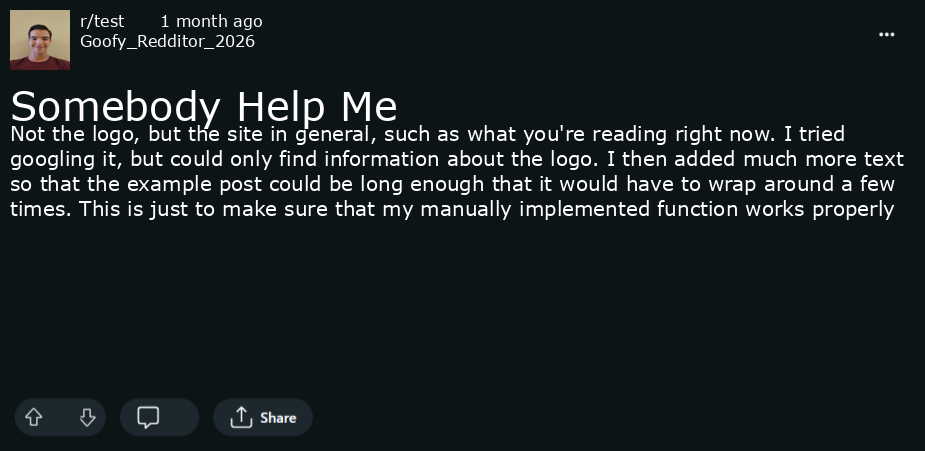 r/test 1 month ago
Goofy_Redditor_2026
Somebody Help Me
Not the logo, but the site in general, such as what you're reading right now. I tried
googling it, but could only find information about the logo. I then added much more text
so that the example post could be long enough that it would have to wrap around a few
times. This is just to make sure that my manually implemented function works properly
Share